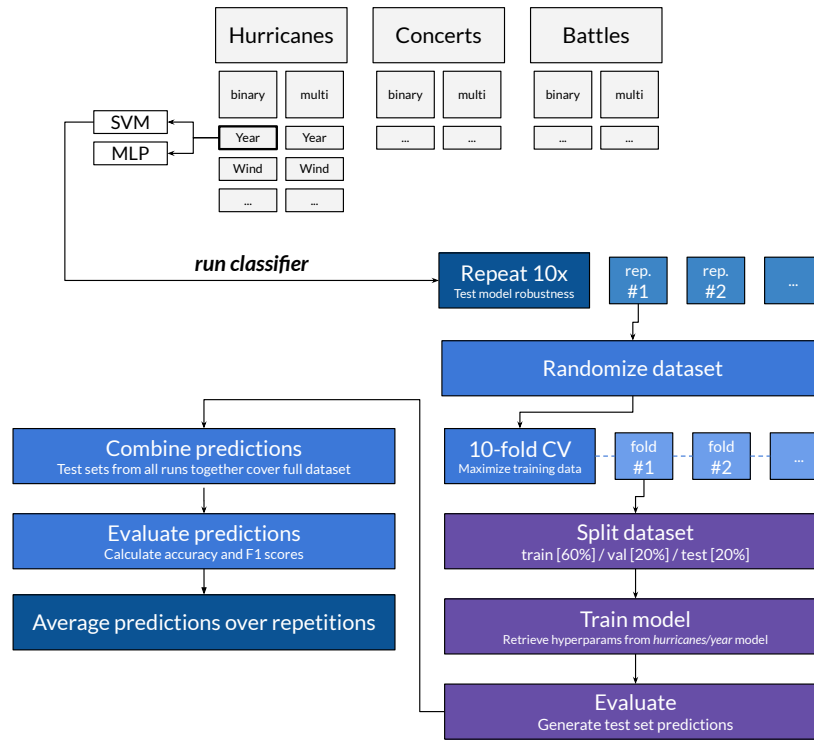 Hurricanes
Concerts
Battles
binary
multi
binary
multi
binary
multi
SVM
MLP
Year
Year
...
...
...
...
Wind
Wind
...
...
run classifier
Repeat 10x
Test model robustness
rep.
#1
rep.
#2
...
Randomize dataset
10-fold CV
Maximize training data
fold
#1
fold
#2
...
Split dataset
train [60%] / val [20%] / test [20%]
Train model
Retrieve hyperparams from hurricanes/year model
Evaluate
Generate test set predictions
Combine predictions
Test sets from all runs together cover full dataset
Evaluate predictions
Calculate accuracy and F1 scores
Average predictions over repetitions